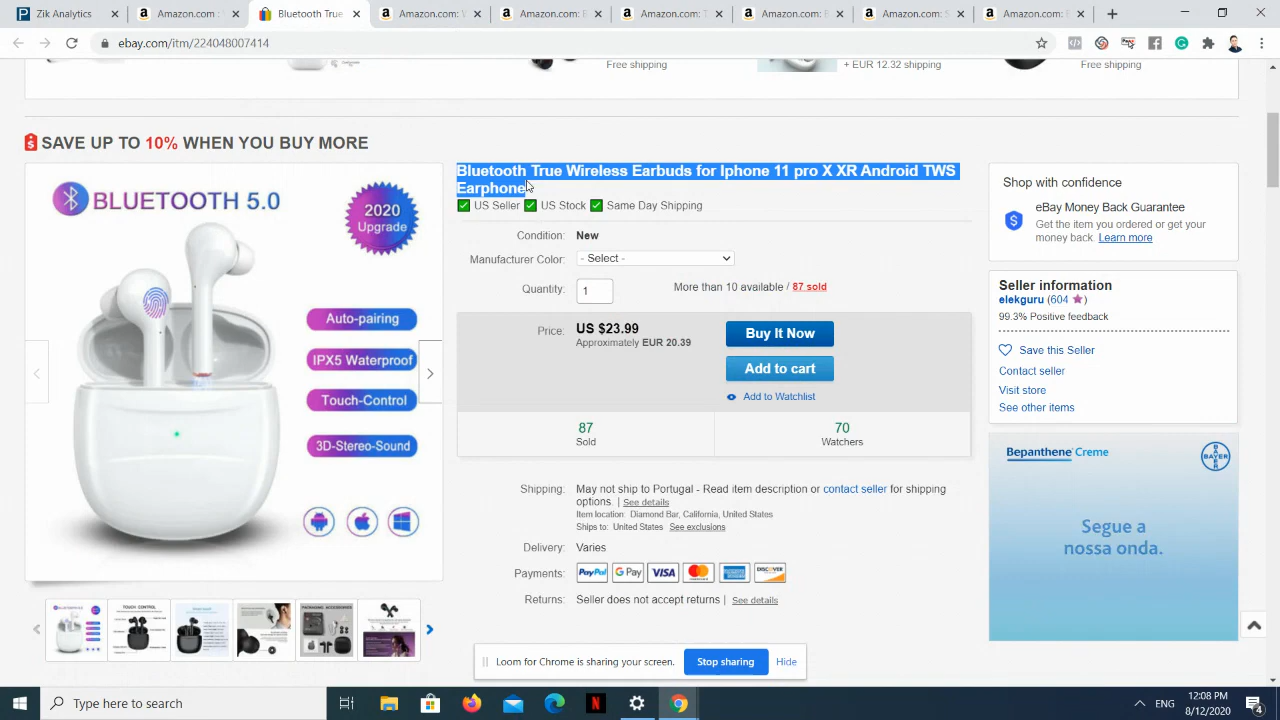 Zik Analytics
Amazon.com:
Bluetooth True
Amazon.com: W
Amazon.com: B
Amazon.com: T
Amazon.com: B
Amazon.com: S
Amazon.com: E
ebay.com/itm/224048007414
Free shipping
+ EUR 12.32 shipping
Free shipping
SAVE UP TO 10% WHEN YOU BUY MORE
BLUETOOTH 5.0
2020
Upgrade
Auto-pairing
IPX5 Waterproof
Touch-Control
3D-Stereo-Sound
TOUCH CONTROL
Bluetooth True Wireless Earbuds for Iphone 11 pro X XR Android TWS
Earphone
US Seller US Stock Same Day Shipping
Condition: New
Manufacturer Color: - Select -
Quantity: 1 More than 10 available / 87 sold
Price: US $23.99
Approximately EUR 20.39
Buy It Now
Add to cart
Add to Watchlist
87
Sold
70
Watchers
Shipping: May not ship to Portugal - Read item description or contact seller for shipping
options. | See details
Item location: Diamond Bar, California, United States
Ships to: United States See exclusions
Delivery: Varies
Payments: PayPal G Pay VISA DISCOVER
Returns: Seller does not accept returns | See details
Shop with confidence
eBay Money Back Guarantee
Get the item you ordered or get your
money back. Learn more
Seller information
elekguru (604 )
99.3% Positive feedback
Save this Seller
Contact seller
Visit store
See other items
Bepanthene Creme
BAYER
Segue a
nossa onda.
Loom for Chrome is sharing your screen. Stop sharing Hide
Type here to search
ENG
12:08 PM
8/12/2020
4